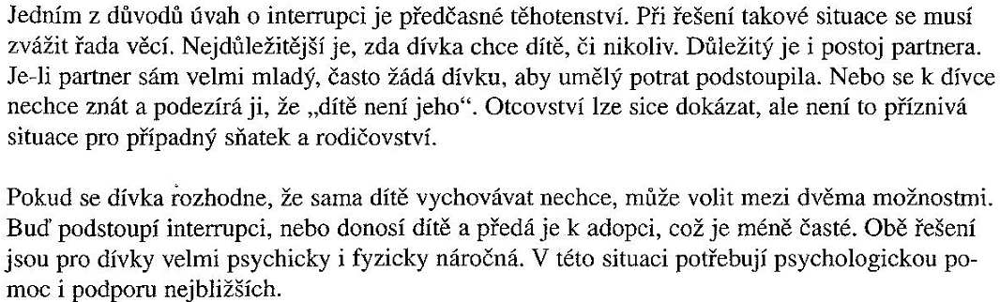 Jedním z důvodů úvah o interrupci je předčasné těhotenství. Při řešení takové situace se musí
zvážit řada věcí. Nejdůležitější je, zda dívka chce dítě, či nikoliv. Důležitý je i postoj partnera.
Je-li partner sám velmi mladý, často žádá dívku, aby umělý potrat podstoupila. Nebo se k dívce
nechce znát a podezírá ji, že „dítě není jeho“. Otcovství lze sice dokázat, ale není to příznivá
situace pro případný sňatek a rodičovství.

Pokud se dívka rozhodne, že sama dítě vychovávat nechce, může volit mezi dvěma možnostmi.
Buď podstoupí interrupci, nebo donosí dítě a předá je k adopci, což je méně časté. Obě řešení
jsou pro dívky velmi psychicky i fyzicky náročná. V této situaci potřebují psychologickou po-
moc i podporu nejbližších.